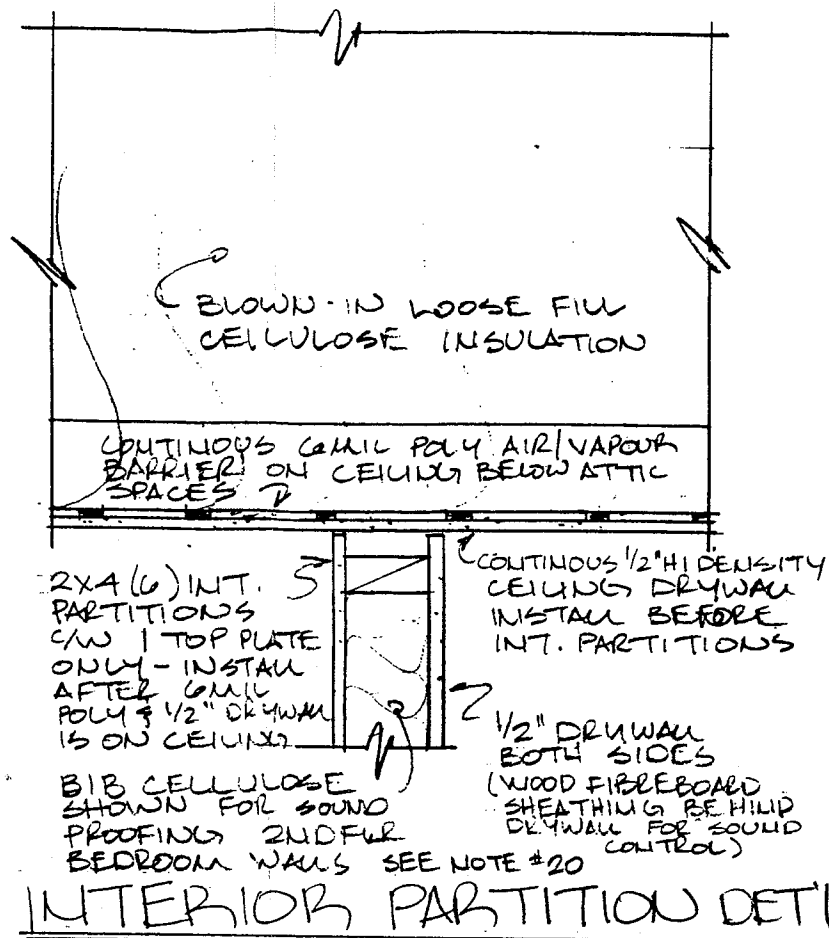 BLOWN-IN LOOSE FILL
CELLULOSE INSULATION
CONTINOUS 6MIL POLY AIR/VAPOUR
BARRIER ON CEILING BELOW ATTIC
SPACES
2X4 (6) INT.
PARTITIONS
C/W 1 TOP PLATE
ONLY - INSTALL
AFTER 6MIL
POLY & 1/2" DRYWALL
IS ON CEILING
CONTINOUS 1/2" HI DENSITY
CEILING DRYWALL
INSTALL BEFORE
INT. PARTITIONS
1/2" DRYWALL
BOTH SIDES
(WOOD FIBREBOARD
SHEATHING BEHIND
DRYWALL FOR SOUND
CONTROL)
BIB CELLULOSE
SHOWN FOR SOUND
PROOFING 2ND FLR
BEDROOM WALLS SEE NOTE #20
INTERIOR PARTITION DET'L